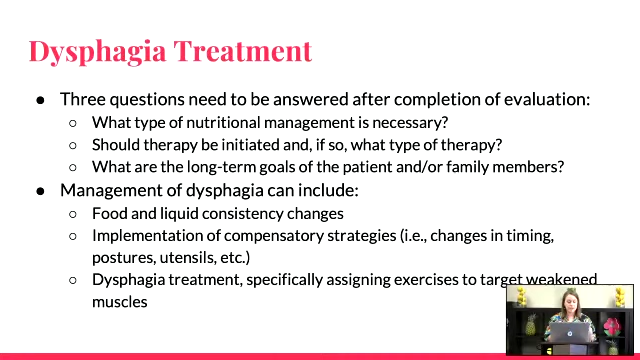 Dysphagia Treatment
● Three questions need to be answered after completion of evaluation:
○ What type of nutritional management is necessary?
○ Should therapy be initiated and, if so, what type of therapy?
○ What are the long-term goals of the patient and/or family members?
● Management of dysphagia can include:
○ Food and liquid consistency changes
○ Implementation of compensatory strategies (i.e., changes in timing,
postures, utensils, etc.)
○ Dysphagia treatment, specifically assigning exercises to target weakened
muscles